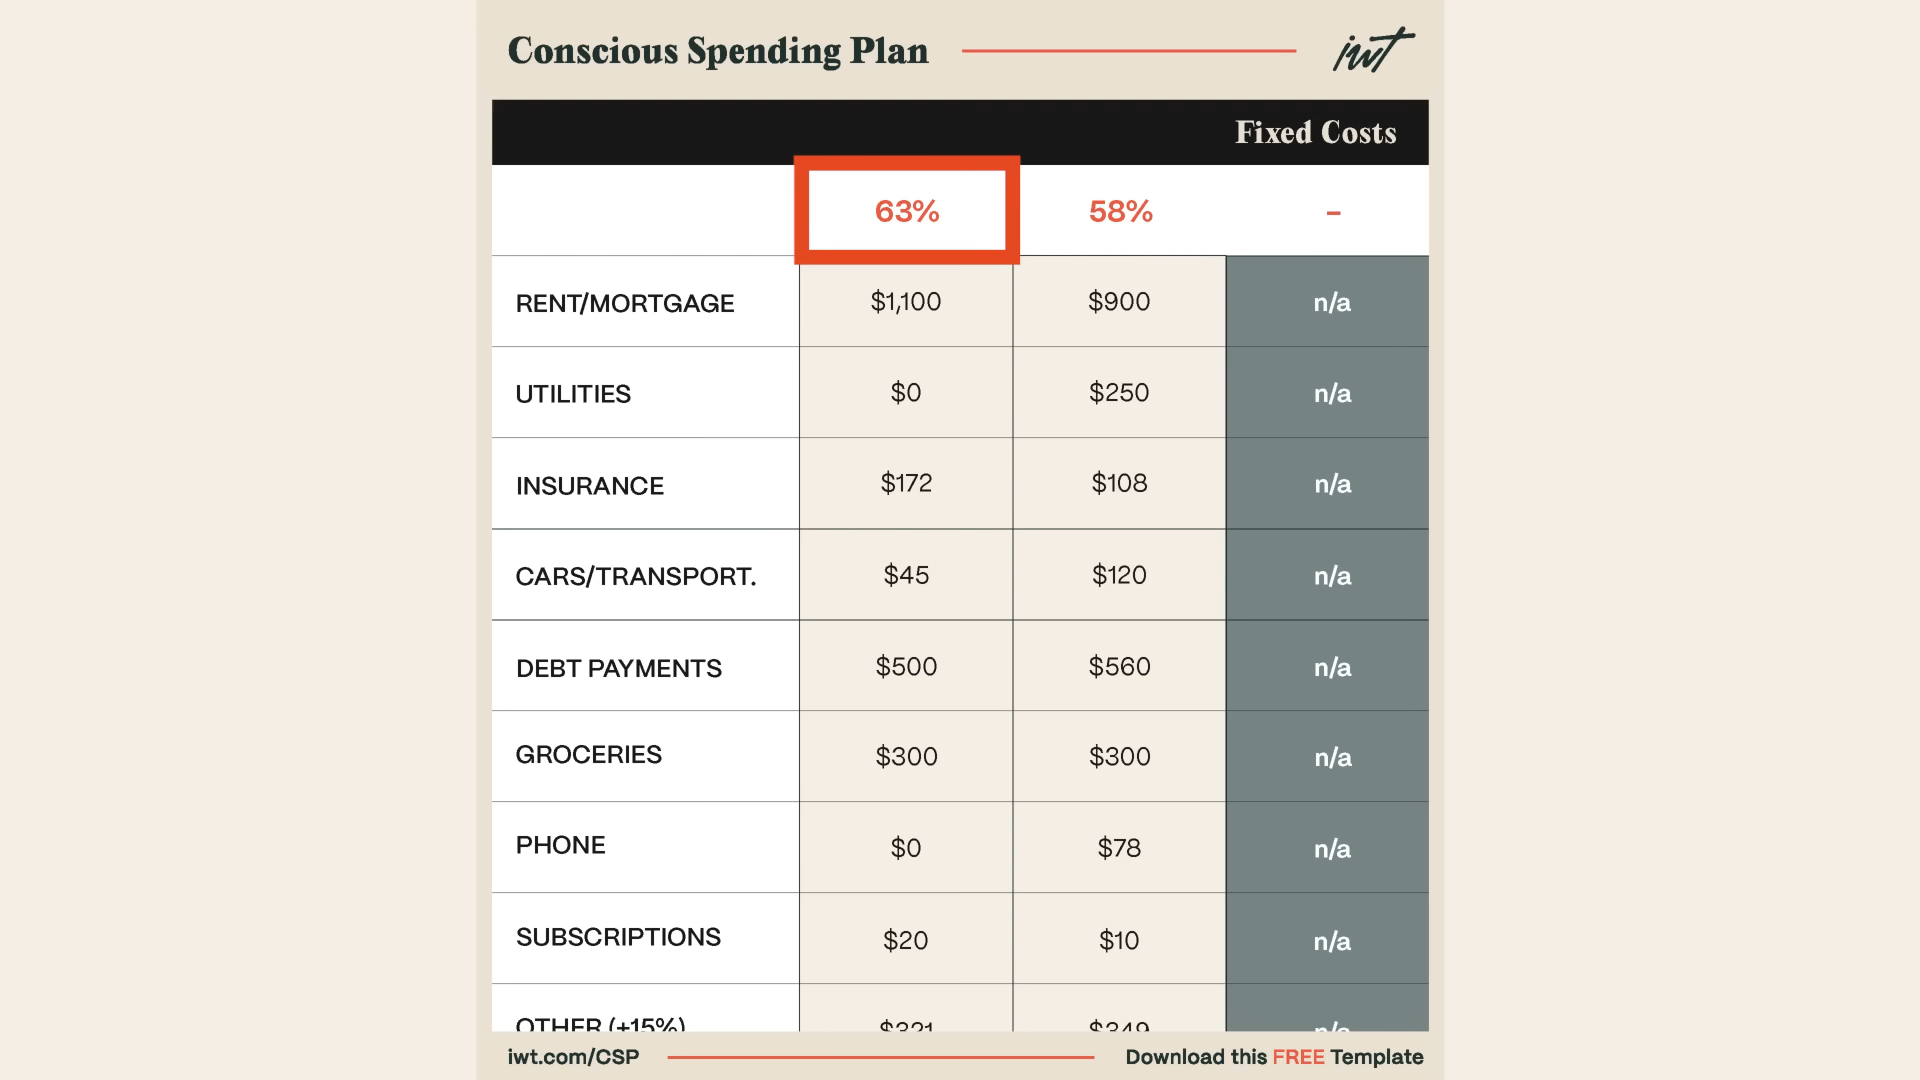 Conscious Spending Plan iwt
Fixed Costs
63% 58% –
RENT/MORTGAGE $1,100 $900 n/a
UTILITIES $0 $250 n/a
INSURANCE $172 $108 n/a
CARS/TRANSPORT. $45 $120 n/a
DEBT PAYMENTS $500 $560 n/a
GROCERIES $300 $300 n/a
PHONE $0 $78 n/a
SUBSCRIPTIONS $20 $10 n/a
OTHER (+15%) $321 $349 n/a
iwt.com/CSP Download this FREE Template